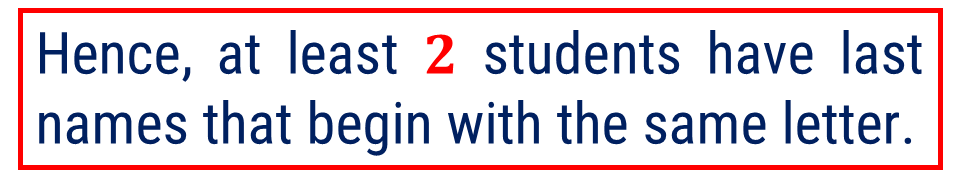 Hence, at least 2 students have last
names that begin with the same letter.